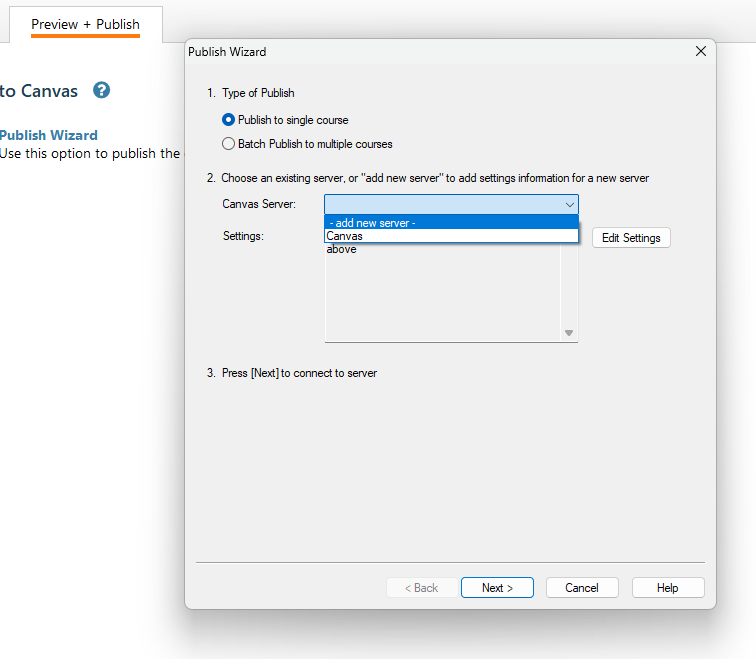 Preview + Publish
Publish Wizard
to Canvas ?
1. Type of Publish
Publish to single course
Batch Publish to multiple courses
Publish Wizard
Use this option to publish the
2. Choose an existing server, or "add new server" to add settings information for a new server
Canvas Server:
- add new server -
Canvas
Settings:
above
Edit Settings
3. Press [Next] to connect to server
< Back
Next >
Cancel
Help